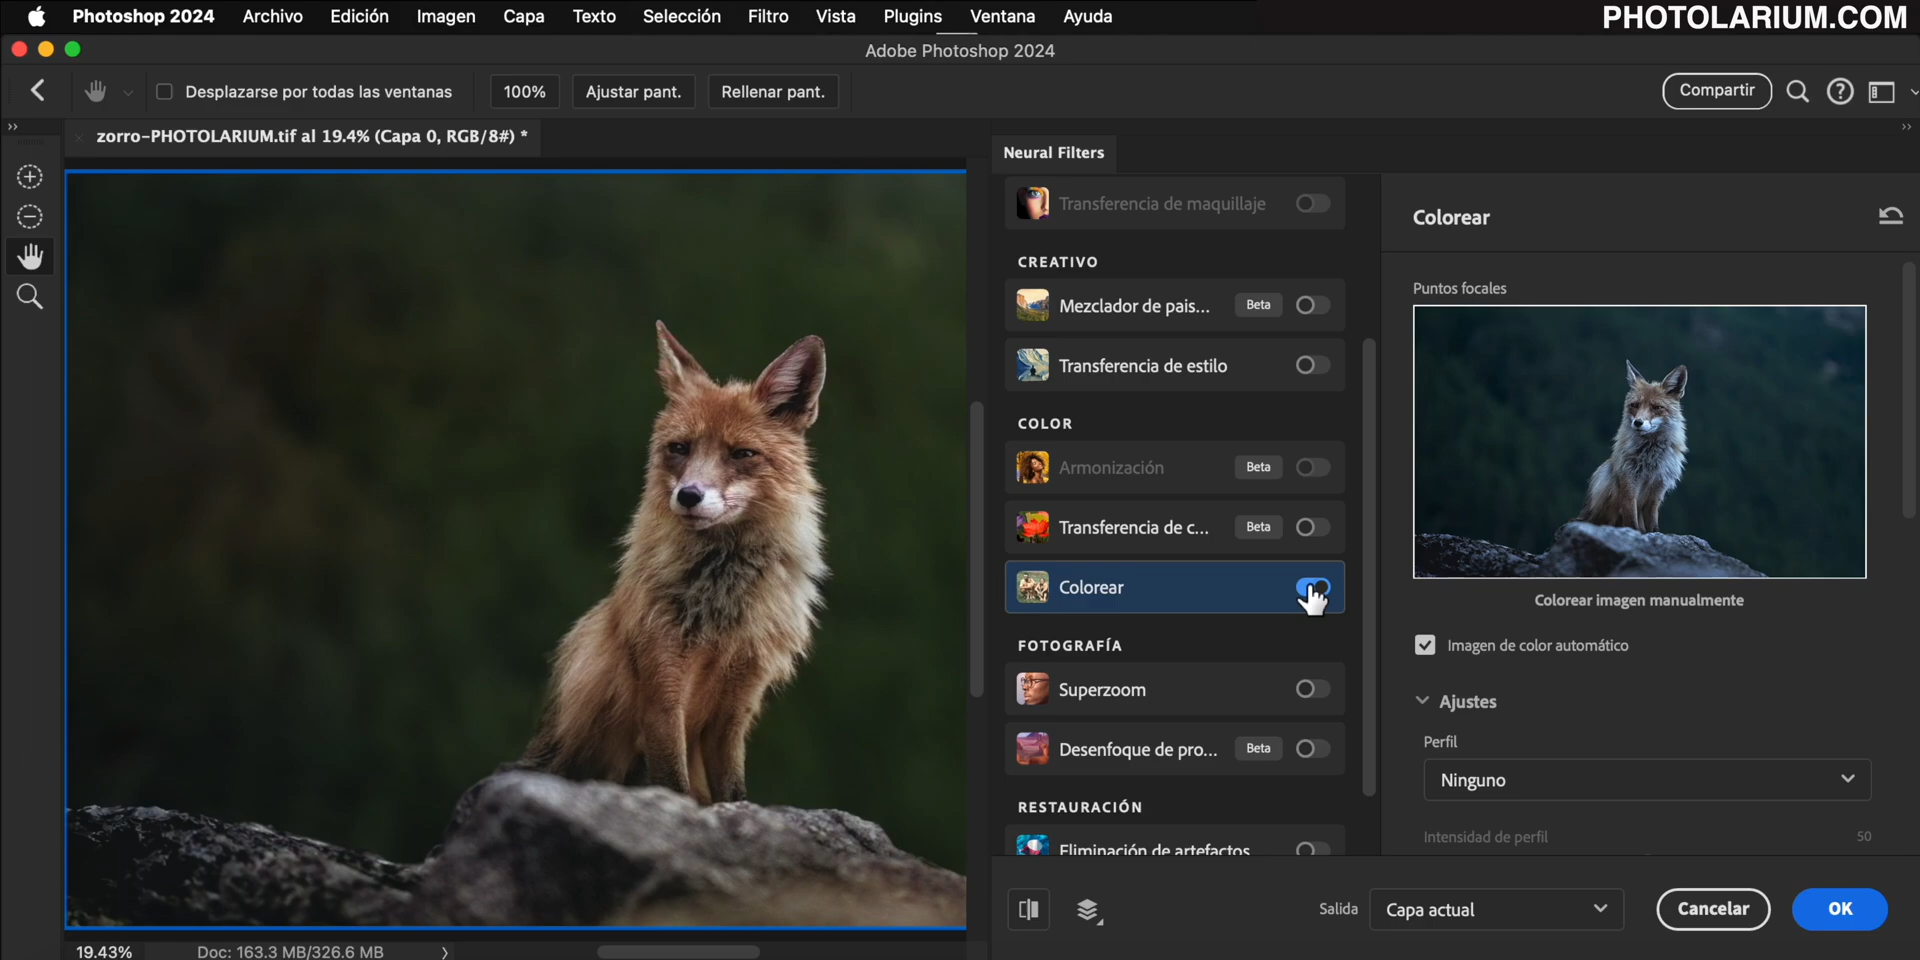 Photoshop 2024 Archivo Edición Imagen Capa Texto Selección Filtro Vista Plugins Ventana Ayuda
PHOTOLARIUM.COM
Adobe Photoshop 2024
Desplazarse por todas las ventanas 100% Ajustar pant. Rellenar pant. Compartir
zorro-PHOTOLARIUM.tif al 19.4% (Capa 0, RGB/8#) *
Neural Filters
Transferencia de maquillaje
CREATIVO
Mezclador de pais... Beta
Transferencia de estilo
COLOR
Armonización Beta
Transferencia de c... Beta
Colorear
FOTOGRAFÍA
Superzoom
Desenfoque de pro... Beta
RESTAURACIÓN
Eliminación de artefactos
Colorear
Puntos focales
Colorear imagen manualmente
Imagen de color automático
Ajustes
Perfil
Ninguno
Intensidad de perfil 50
Salida Capa actual Cancelar OK
19.43% Doc: 163.3 MB/326.6 MB